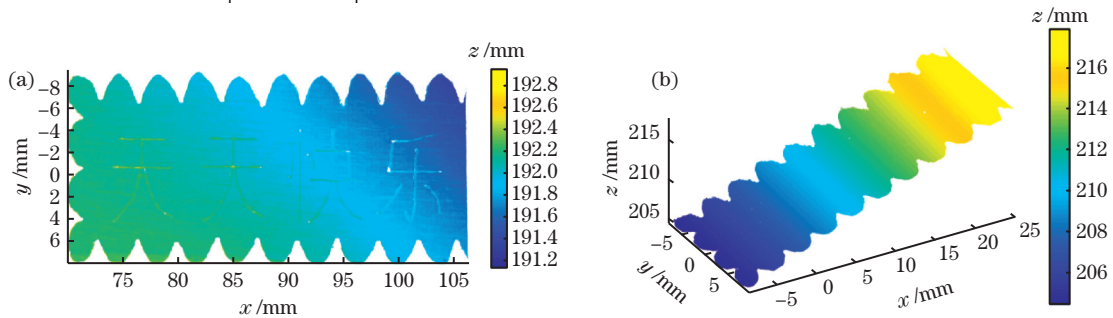 z /mm
(a)
-8
-6
-4
-2
0
2
4
6
y /mm
天天快乐
75 80 85 90 95 100 105
x /mm
192.8
192.6
192.4
192.2
192.0
191.8
191.6
191.4
191.2
z /mm
(b)
215
210
205
z /mm
-5
0
5
y /mm
-5 0 5 10 15 20 25
x /mm
216
214
212
210
208
206